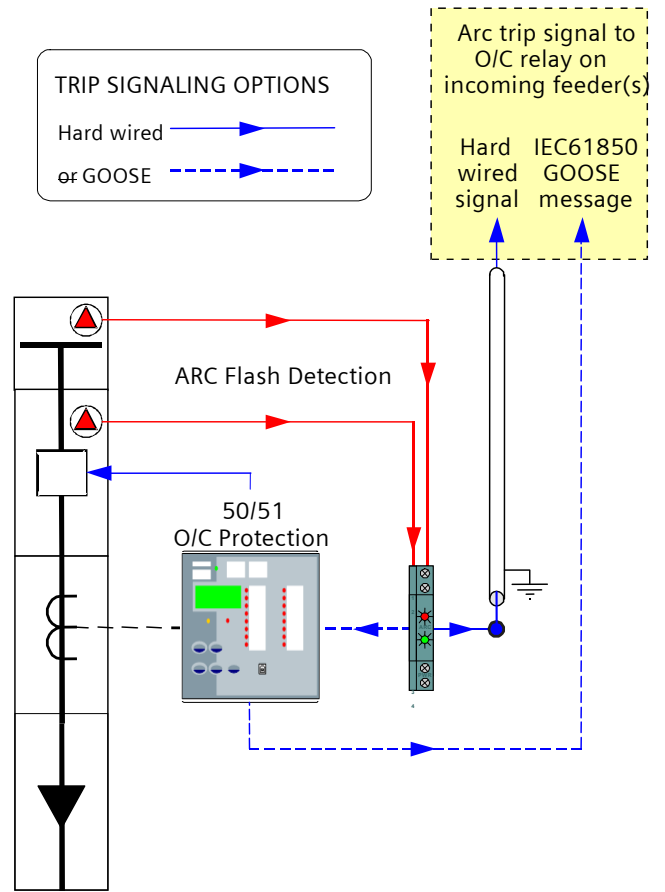 Arc trip signal to
O/C relay on
incoming feeder(s)
TRIP SIGNALING OPTIONS
Hard wired
or GOOSE
Hard wired signal
IEC61850 GOOSE message
ARC Flash Detection
50/51
O/C Protection
4